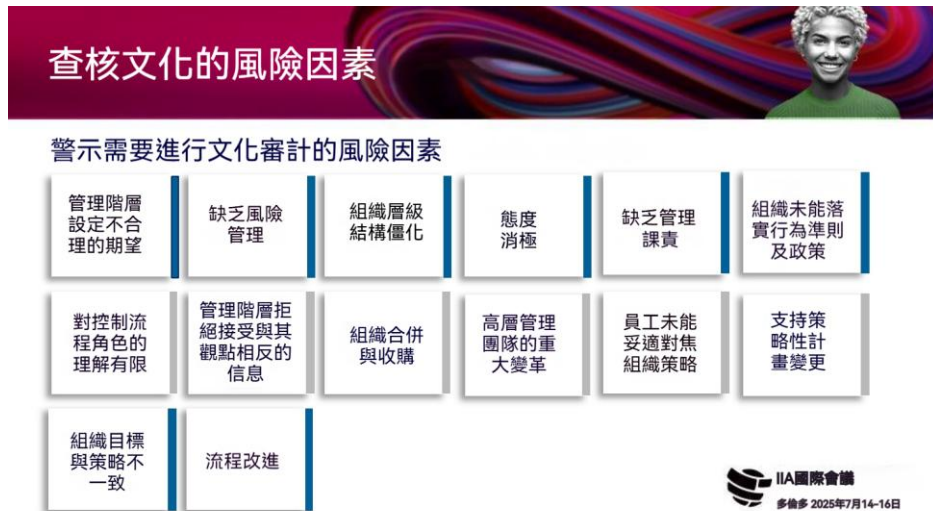 查核文化的風險因素
警示需要進行文化審計的風險因素
管理階層
設定不合
理的期望
缺乏風險
管理
組織層級
結構僵化
態度
消極
缺乏管理
課責
組織未能落
實行為準則
及政策
對控制流
程角色的
理解有限
管理階層拒
絕接受與其
觀點相反的
信息
組織合併
與收購
高層管理
團隊的重
大變革
員工未能
妥適對焦
組織策略
支持策
略性計
畫變更
組織目標
與策略不
一致
流程改進
IIA國際會議
多倫多 2025年7月14-16日